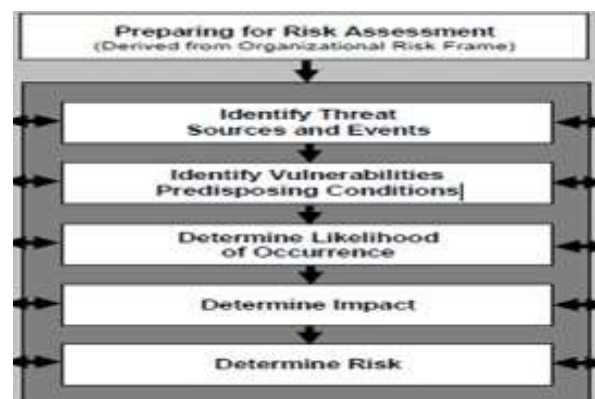 Preparing for Risk Assessment
(Derived from Organizational Risk Frame)
Identify Threat
Sources and Events
Identify Vulnerabilities
Predisposing Conditions
Determine Likelihood
of Occurrence
Determine Impact
Determine Risk